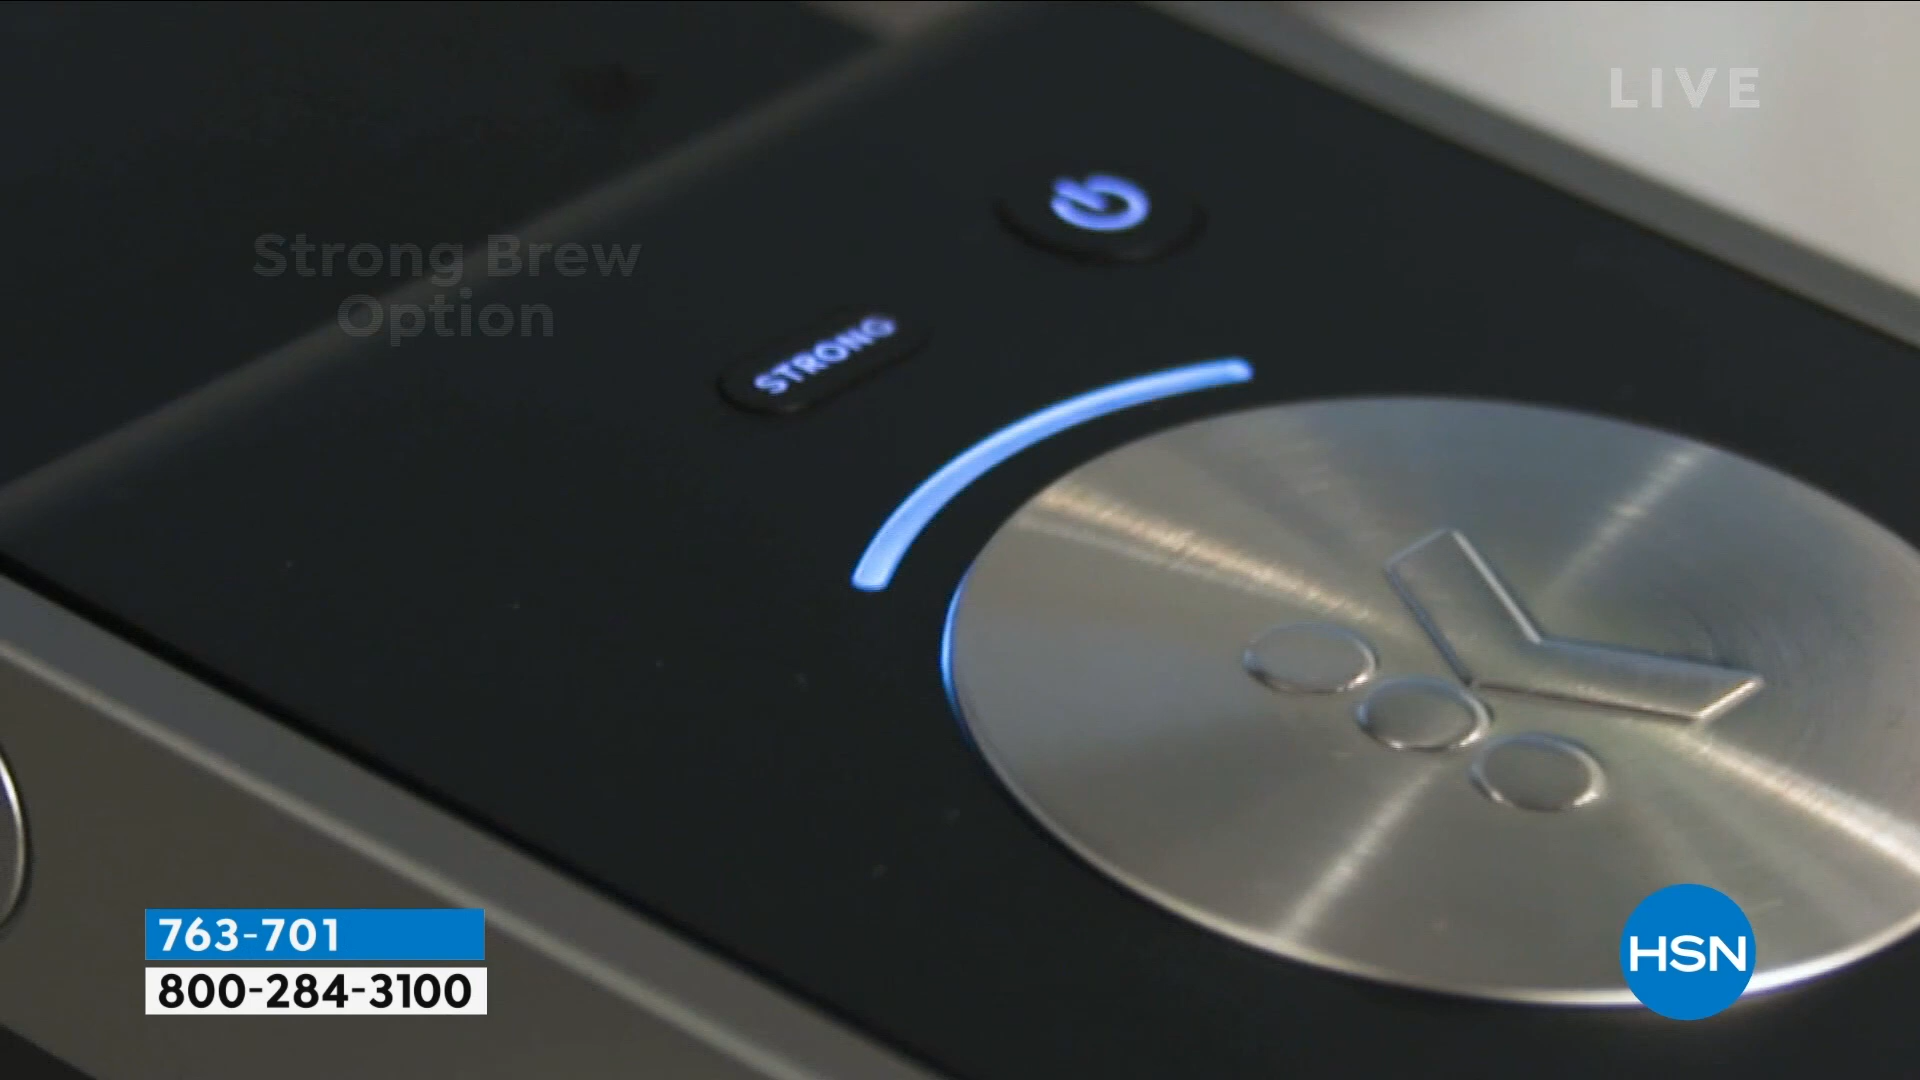 LIVE
Strong Brew
Option
STRONG
763-701
800-284-3100
HSN